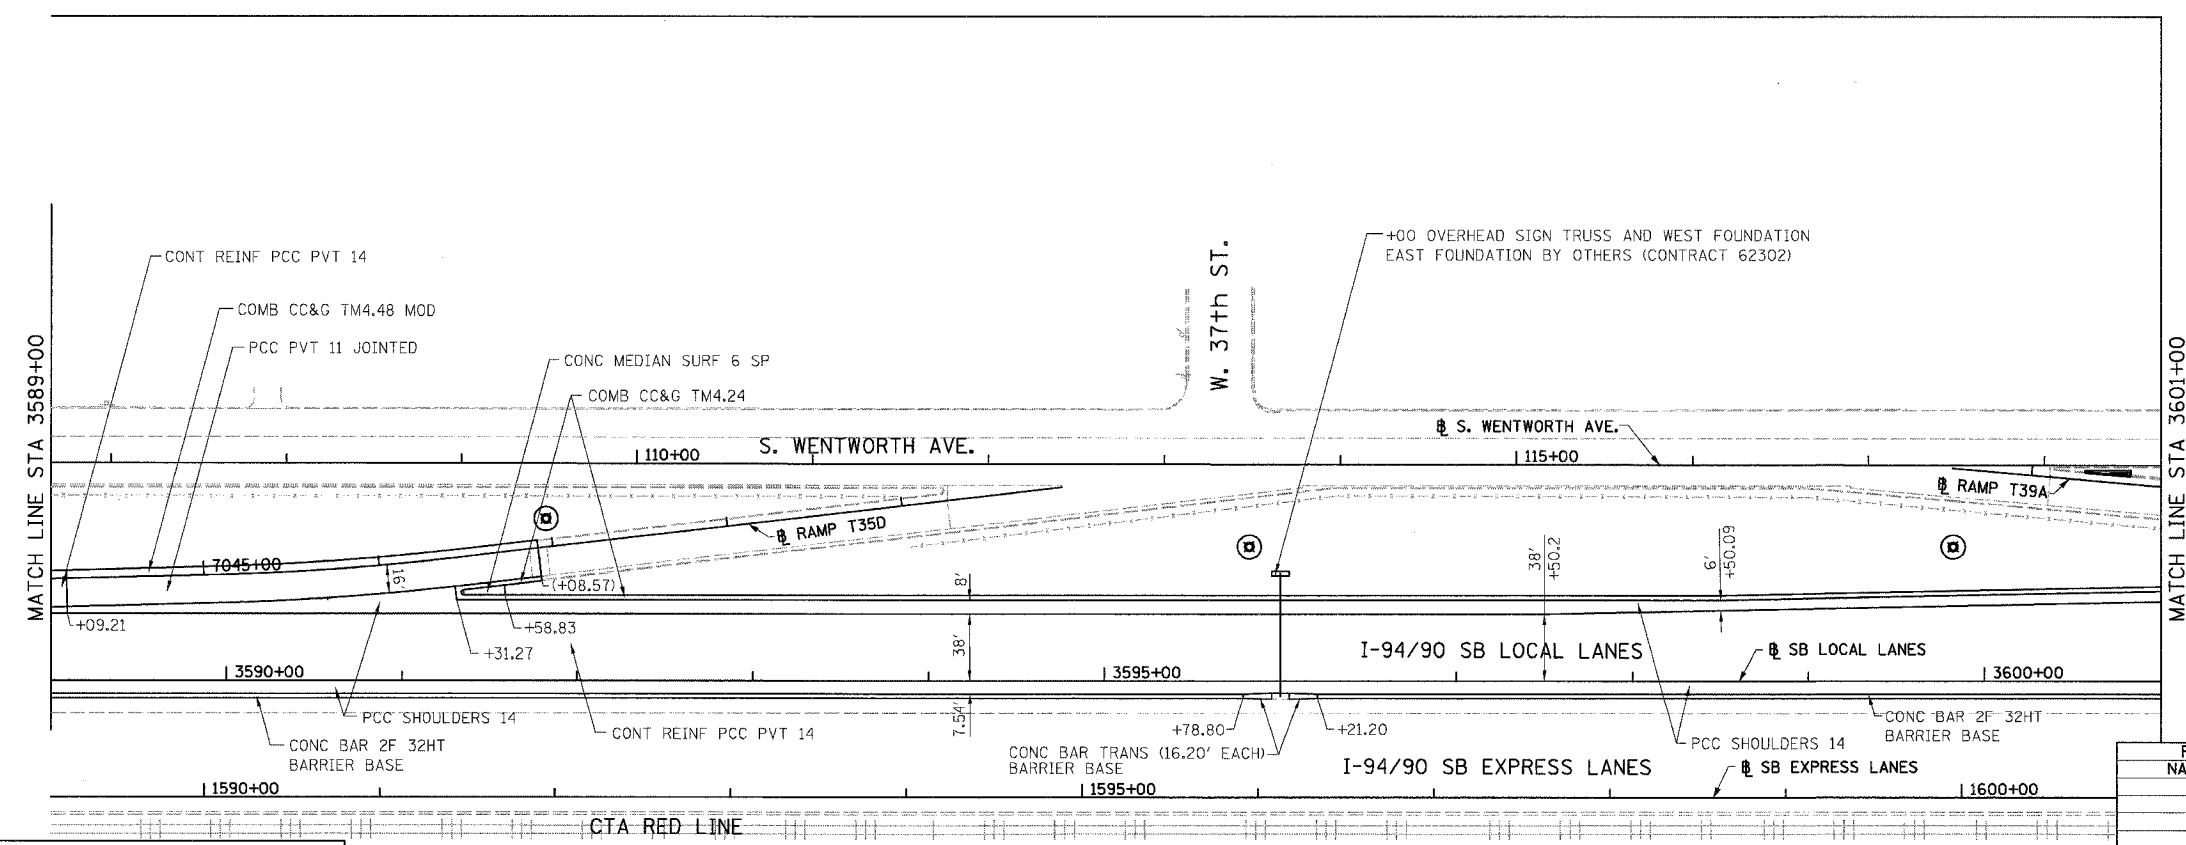 MATCH LINE STA 3589+00
CONT REINF PCC PVT 14
COMB CC&G TM4.48 MOD
PCC PVT 11 JOINTED
CONC MEDIAN SURF 6 SP
COMB CC&G TM4.24
W. 37th ST.
+00 OVERHEAD SIGN TRUSS AND WEST FOUNDATION
EAST FOUNDATION BY OTHERS (CONTRACT 62302)
MATCH LINE STA 3601+00
S. WENTWORTH AVE.
S. WENTWORTH AVE.
110+00
115+00
RAMP T35D
RAMP T39A
7045+00
16'
(+08.57)
8'
38'
+50.2
6'
+50.09
+09.21
+58.83
+31.27
38'
I-94/90 SB LOCAL LANES
SB LOCAL LANES
3590+00
3595+00
3600+00
PCC SHOULDERS 14
CONT REINF PCC PVT 14
7.54'
+78.80
+21.20
CONC BAR 2F 32HT
BARRIER BASE
CONC BAR TRANS (16.20' EACH)
BARRIER BASE
PCC SHOULDERS 14
CONC BAR 2F 32HT
BARRIER BASE
I-94/90 SB EXPRESS LANES
SB EXPRESS LANES
1590+00
1595+00
1600+00
CTA RED LINE